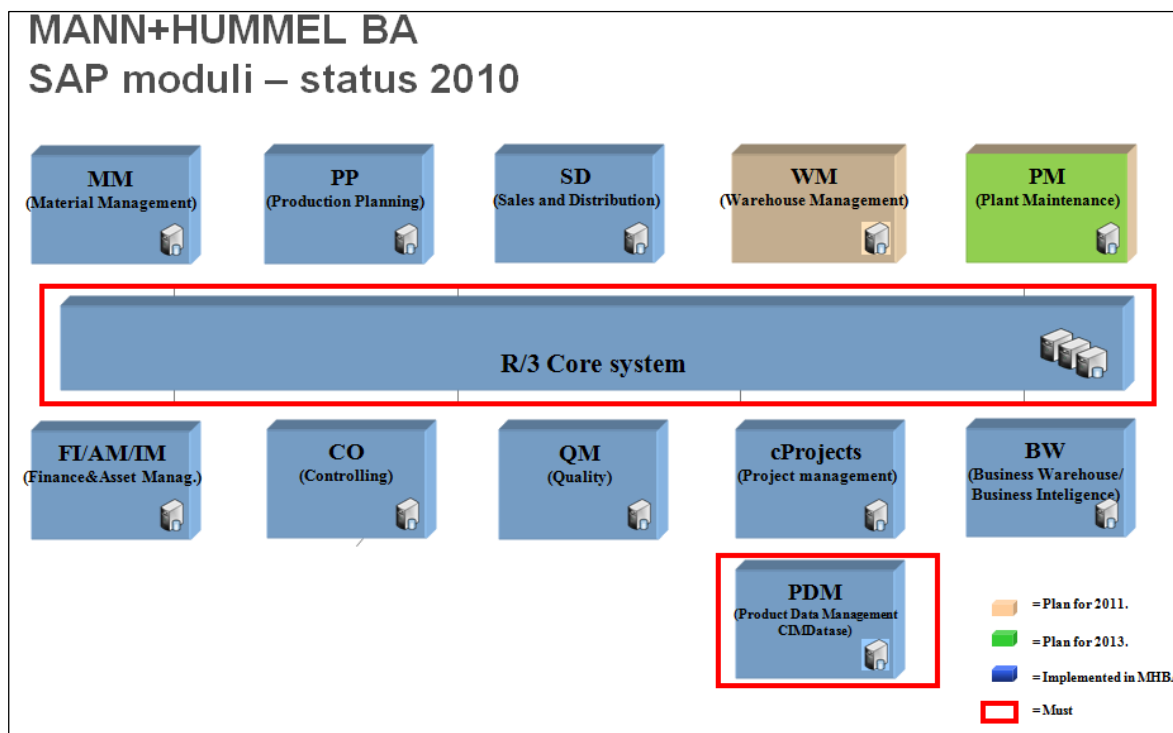 MANN+HUMMEL BA
SAP moduli – status 2010
MM
(Material Management)
PP
(Production Planning)
SD
(Sales and Distribution)
WM
(Warehouse Management)
PM
(Plant Maintenance)
R/3 Core system
FI/AM/IM
(Finance&Asset Manag.)
CO
(Controlling)
QM
(Quality)
cProjects
(Project management)
BW
(Business Warehouse/
Business Inteligence)
PDM
(Product Data Management
CIMDatase)
= Plan for 2011.
= Plan for 2013.
= Implemented in MHBA
= Must